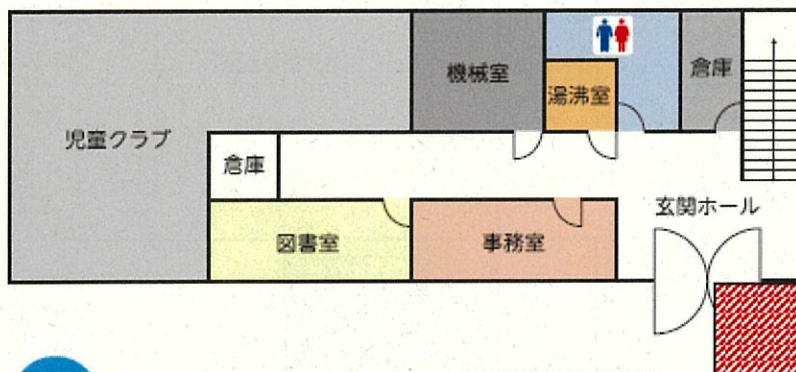 機械室
倉庫
湯沸室
児童クラブ
倉庫
玄関ホール
図書室
事務室